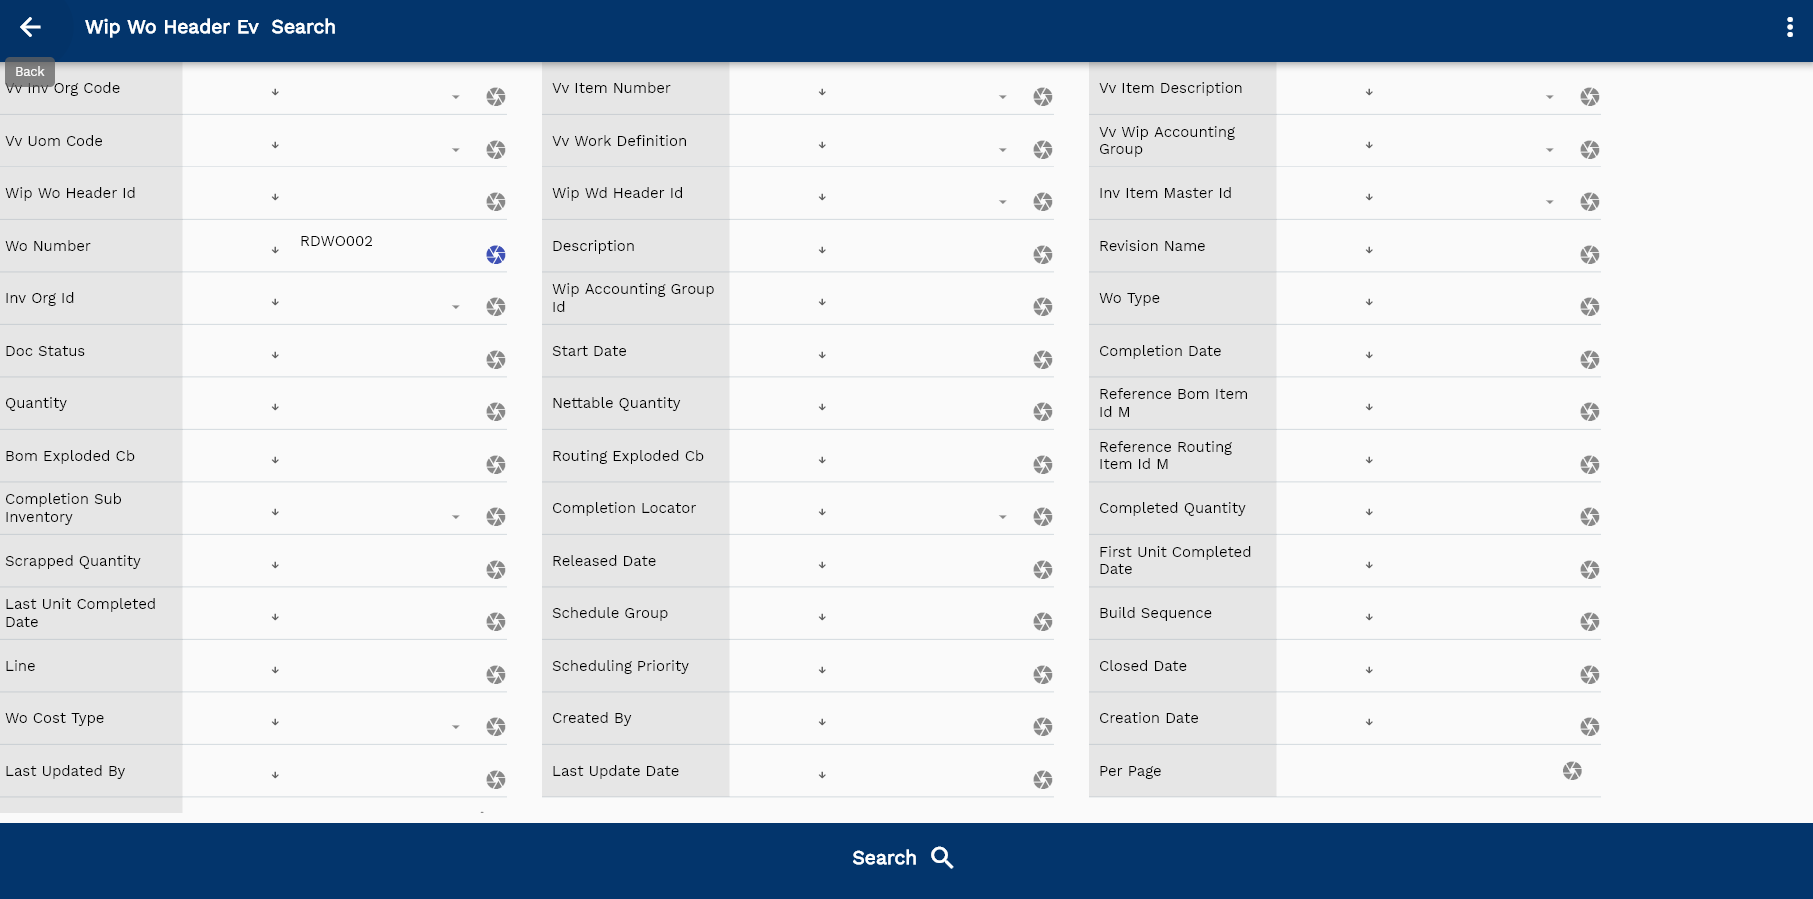 Wip Wo Header Ev  Search
Back
Vv Inv Org Code
Vv Item Number
Vv Item Description
Vv Uom Code
Vv Work Definition
Vv Wip Accounting
Group
Wip Wo Header Id
Wip Wd Header Id
Inv Item Master Id
Wo Number
RDWO002
Description
Revision Name
Inv Org Id
Wip Accounting Group
Id
Wo Type
Doc Status
Start Date
Completion Date
Quantity
Nettable Quantity
Reference Bom Item
Id M
Bom Exploded Cb
Routing Exploded Cb
Reference Routing
Item Id M
Completion Sub
Inventory
Completion Locator
Completed Quantity
Scrapped Quantity
Released Date
First Unit Completed
Date
Last Unit Completed
Date
Schedule Group
Build Sequence
Line
Scheduling Priority
Closed Date
Wo Cost Type
Created By
Creation Date
Last Updated By
Last Update Date
Per Page
Search